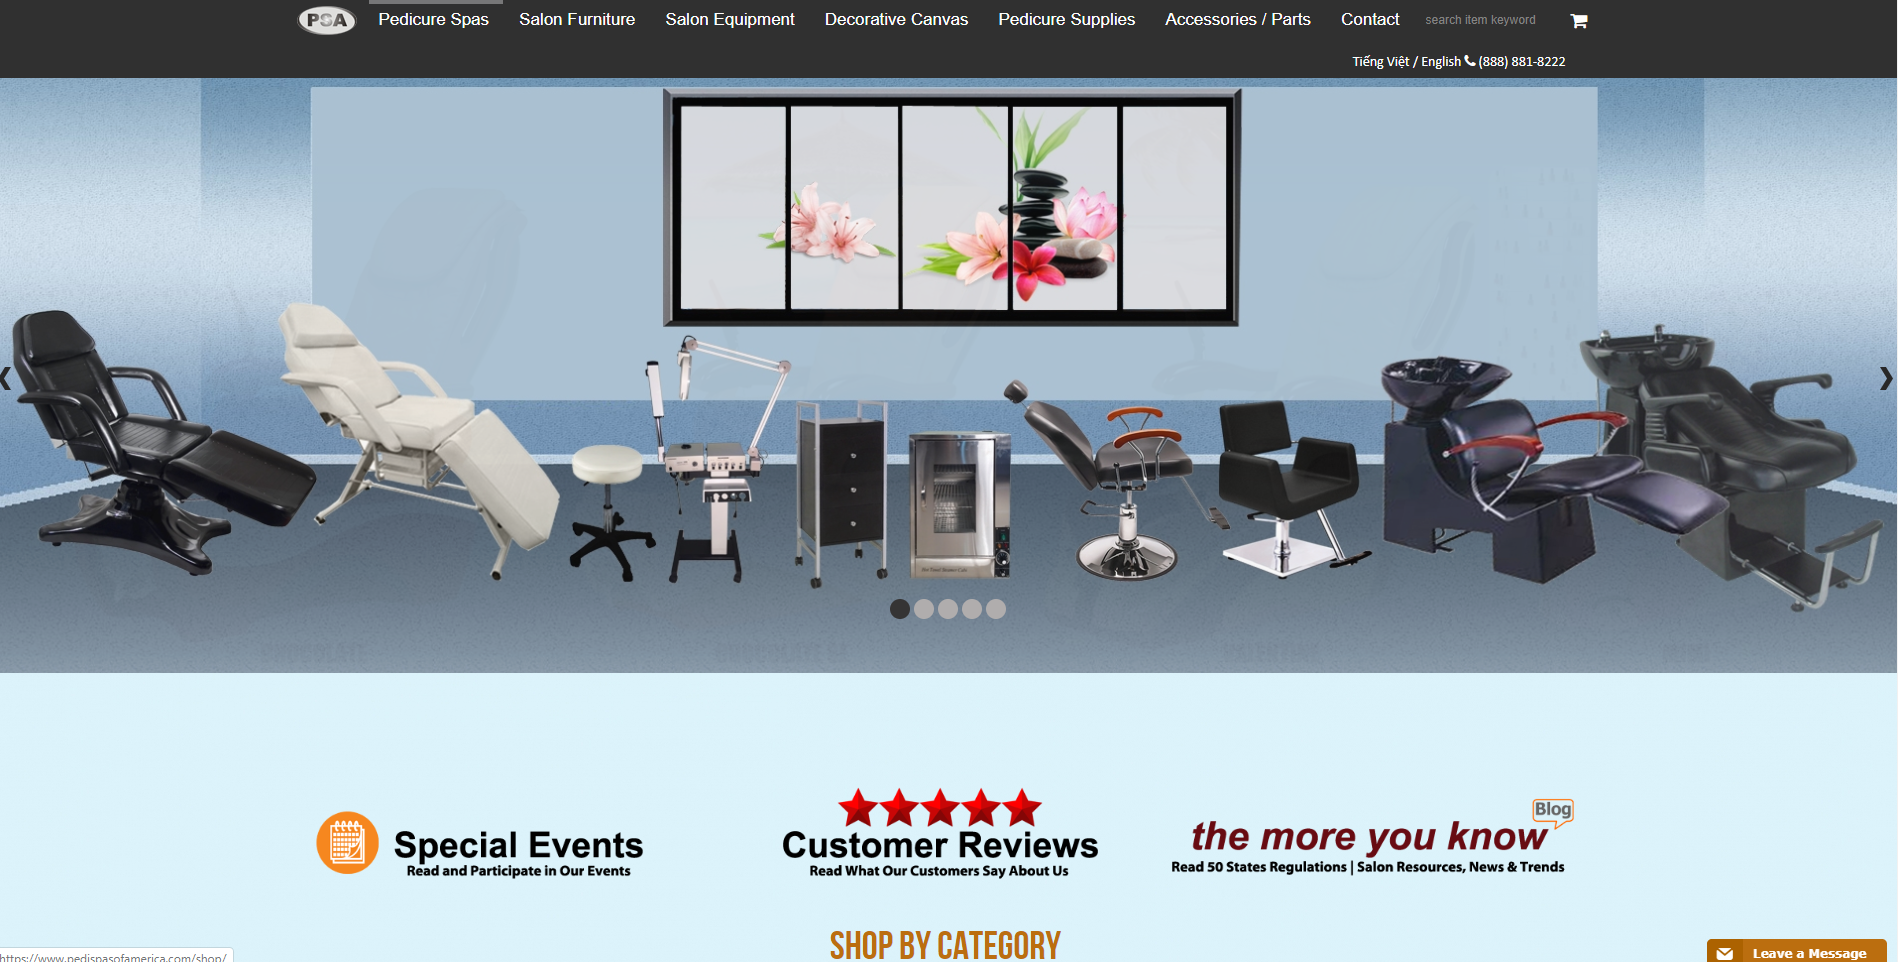 PSA
Pedicure Spas
Salon Furniture
Salon Equipment
Decorative Canvas
Pedicure Supplies
Accessories / Parts
Contact
search item keyword
Tiếng Việt / English (888) 881-8222
Special Events
Read and Participate in Our Events
Customer Reviews
Read What Our Customers Say About Us
Blog
the more you know
Read 50 States Regulations | Salon Resources, News & Trends
SHOP BY CATEGORY
https://www.pedispasofamerica.com/shop/
Leave a Message